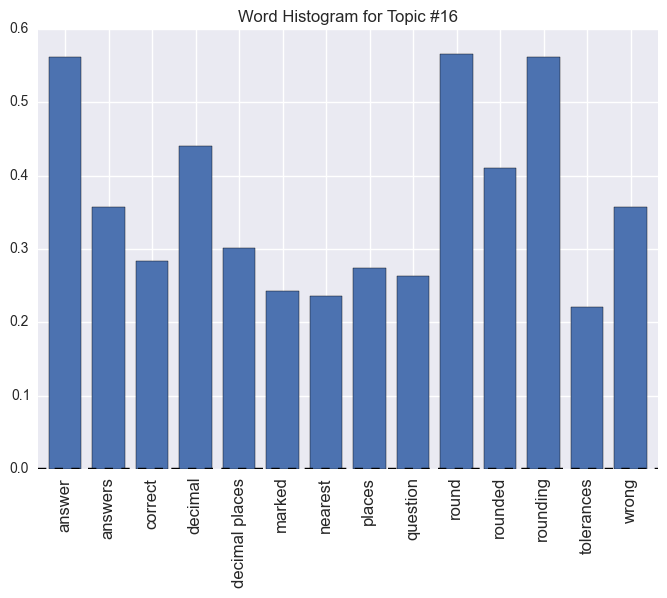 Word Histogram for Topic #16
0.6
0.5
0.4
0.3
0.2
0.1
0.0
answer
answers
correct
decimal
decimal places
marked
nearest
places
question
round
rounded
rounding
tolerances
wrong